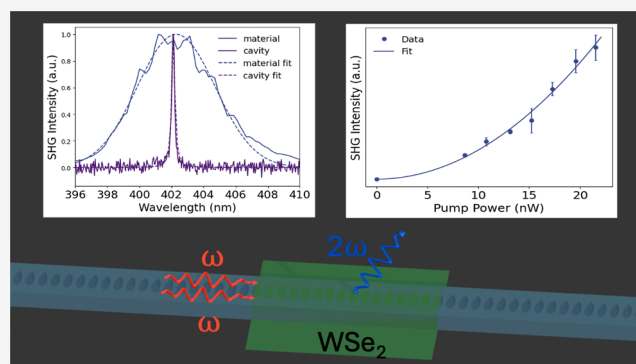 SHG Intensity (a.u.)
1.0
0.8
0.6
0.4
0.2
0.0
material
cavity
material fit
cavity fit
396 398 400 402 404 406 408 410
Wavelength (nm)
SHG Intensity (a.u.)
Data
Fit
0 5 10 15 20
Pump Power (nW)
ω
2ω
ω
WSe₂